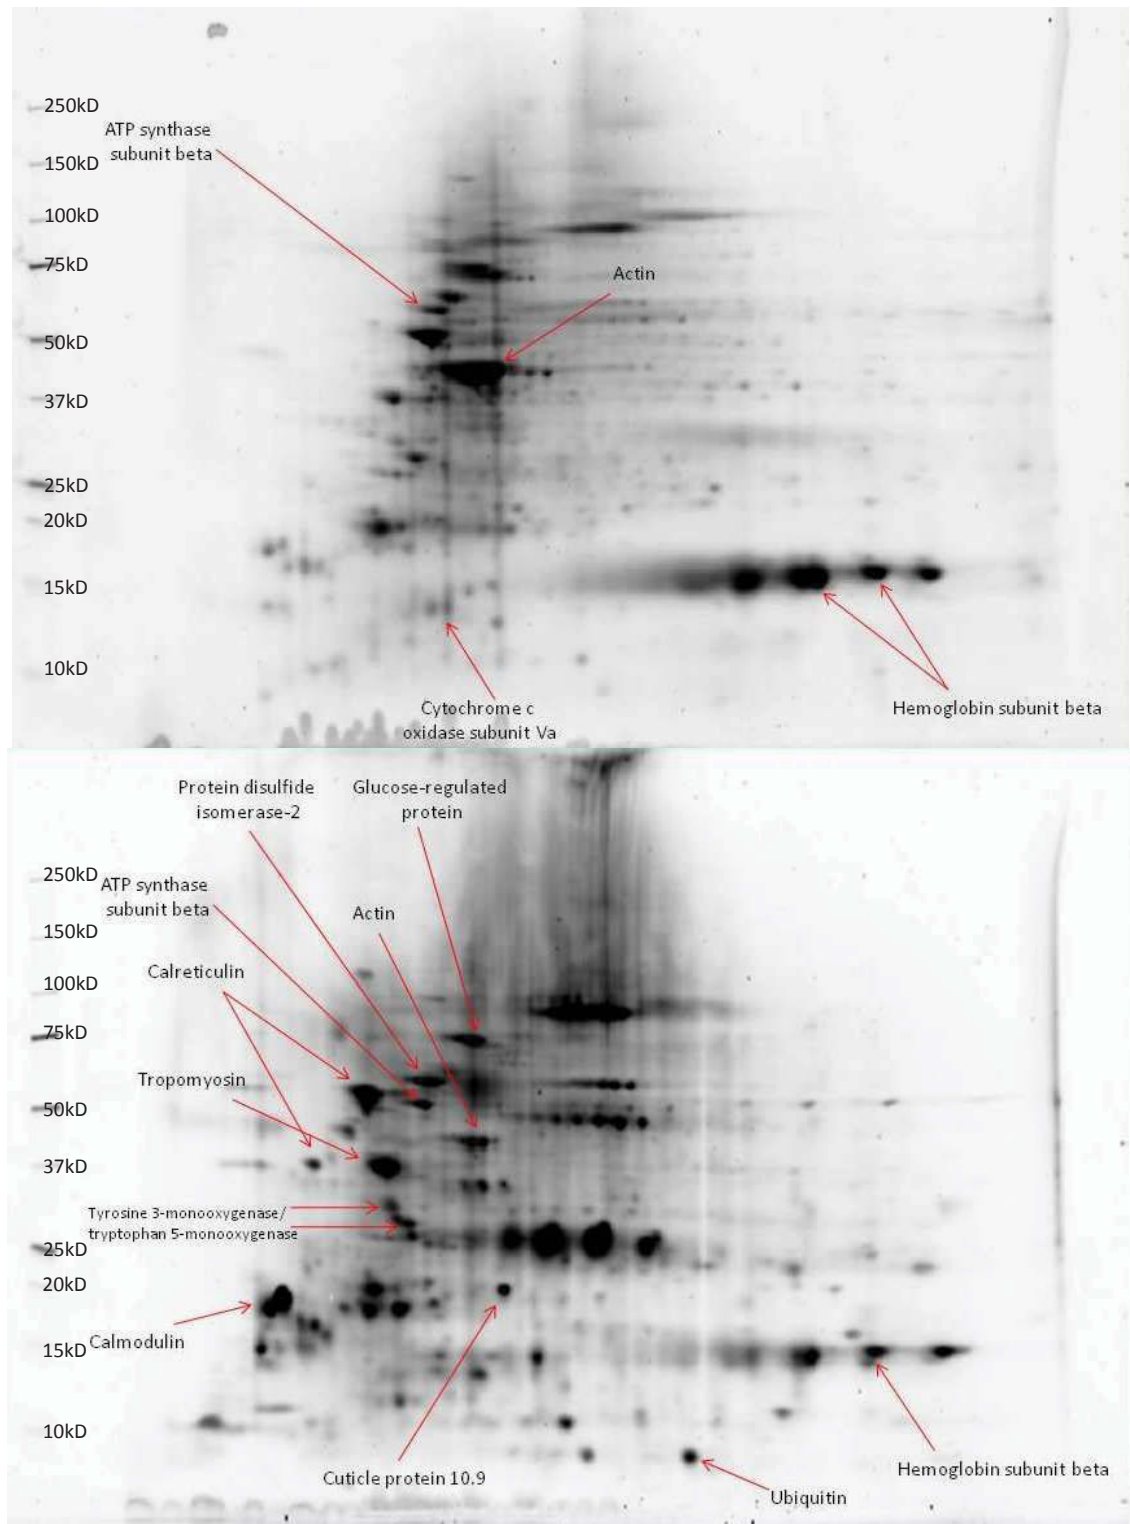 250kD
ATP synthase
subunit beta
150kD
100kD
75kD
Actin
50kD
37kD
25kD
20kD
15kD
10kD
Cytochrome c
oxidase subunit Va
Hemoglobin subunit beta
Protein disulfide
isomerase-2
Glucose-regulated
protein
250kD
ATP synthase
subunit beta
Actin
150kD
Calreticulin
100kD
75kD
Tropomyosin
50kD
37kD
Tyrosine 3-monooxygenase/
tryptophan 5-monooxygenase
25kD
20kD
Calmodulin
15kD
10kD
Cuticle protein 10.9
Hemoglobin subunit beta
Ubiquitin